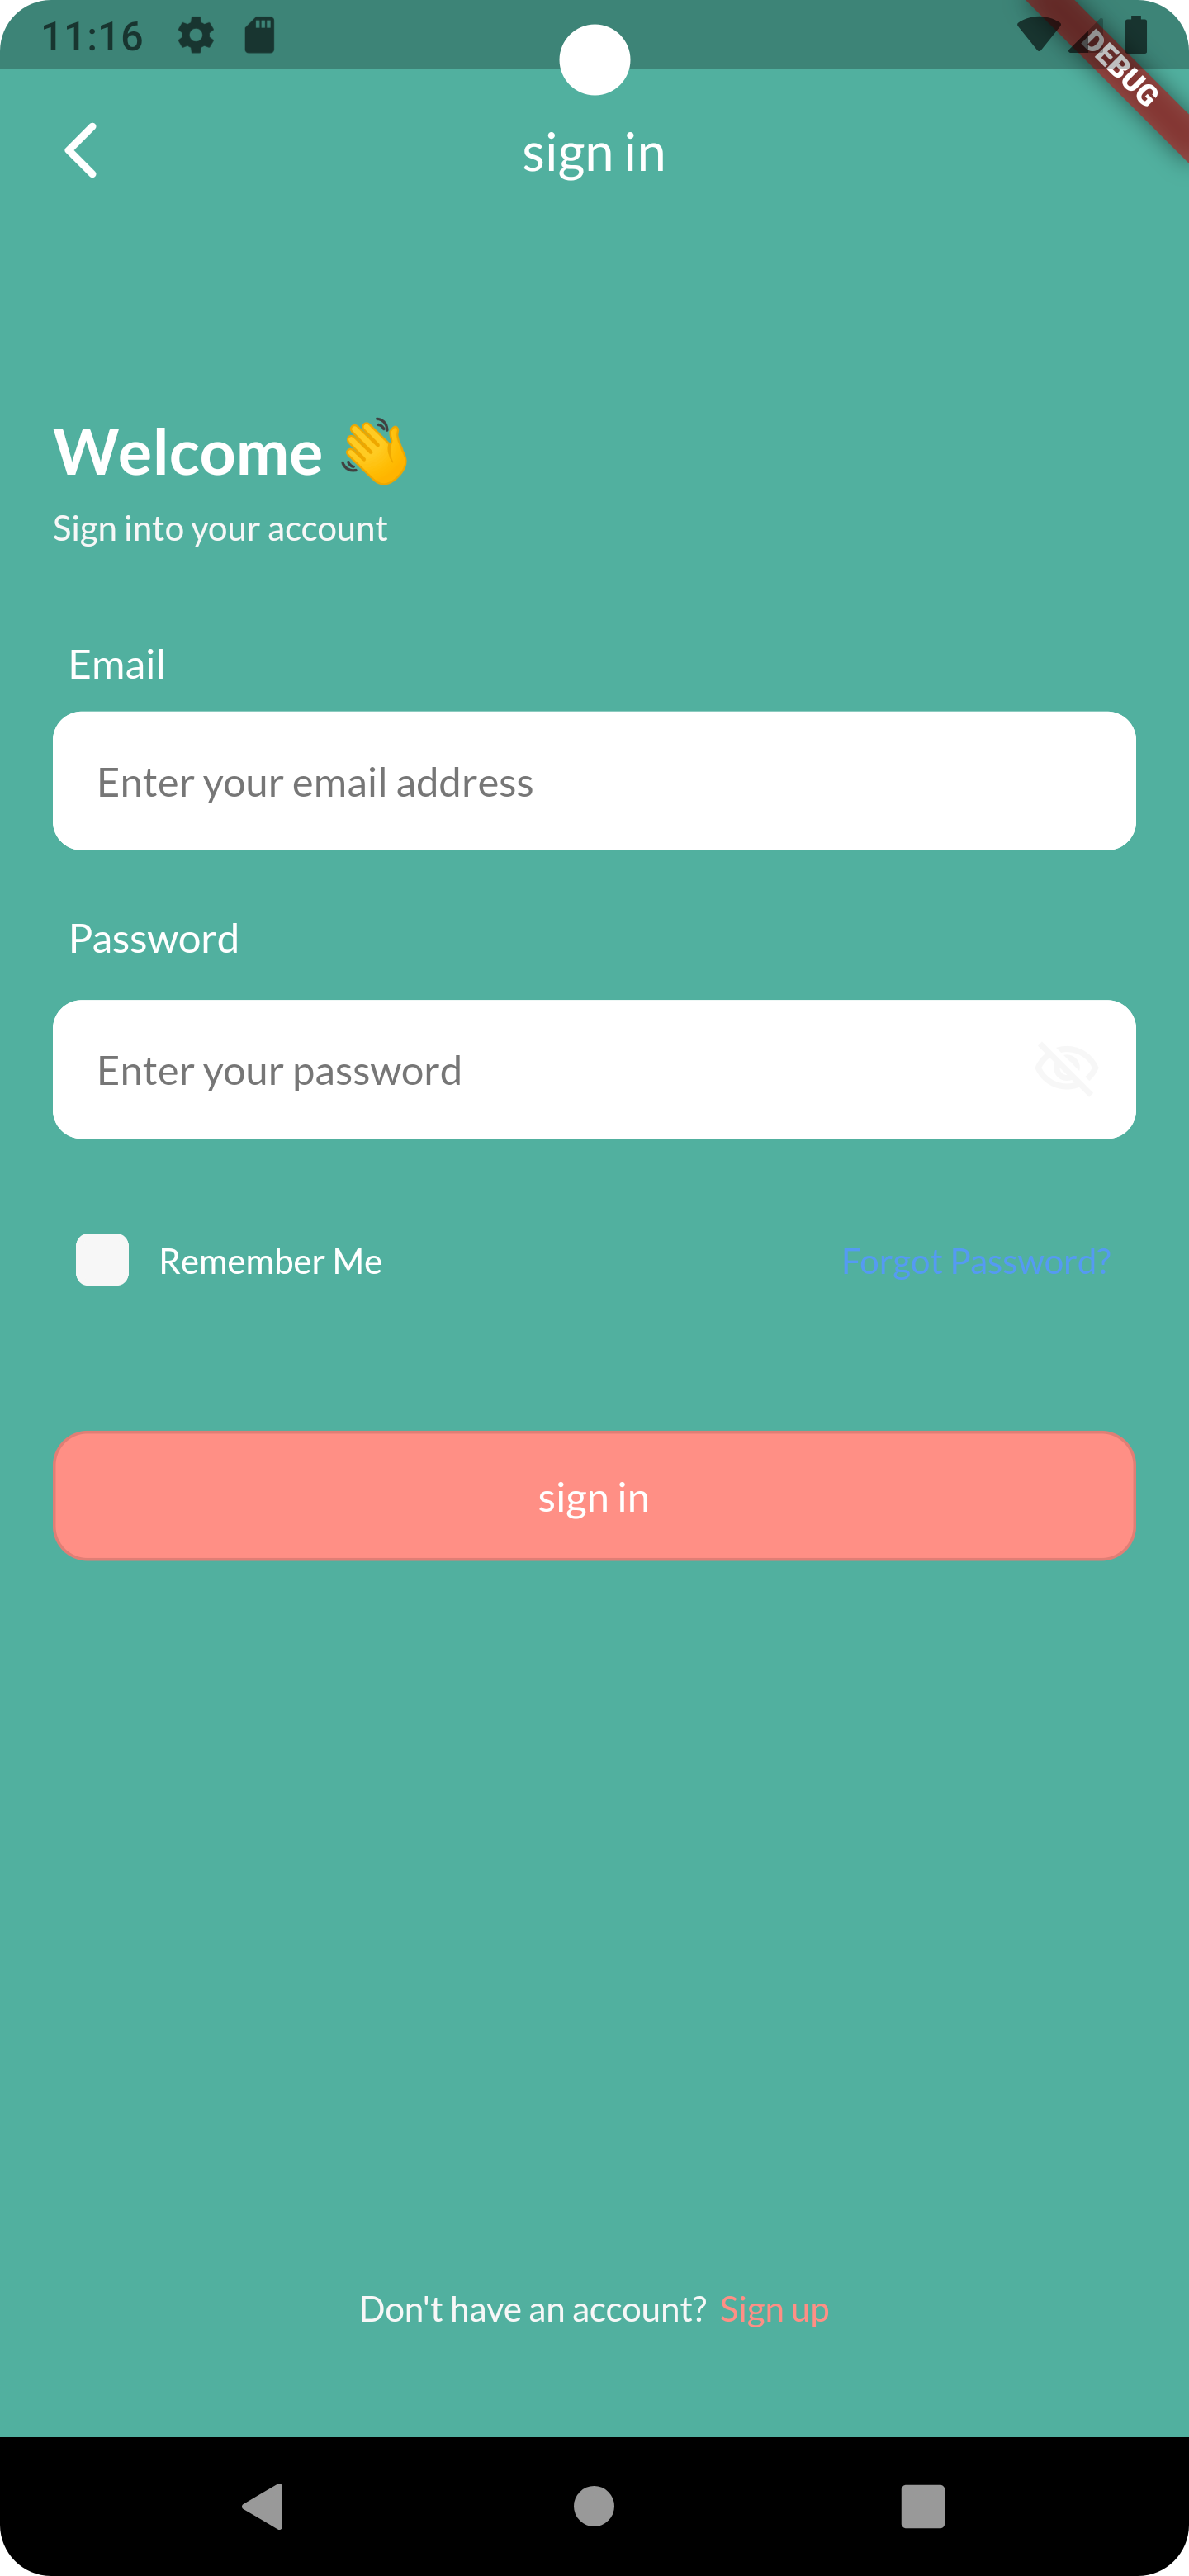 11:16
DEBUG
sign in
Welcome 👋
Sign into your account
Email
Enter your email address
Password
Enter your password
Remember Me
Forgot Password?
sign in
Don't have an account? Sign up